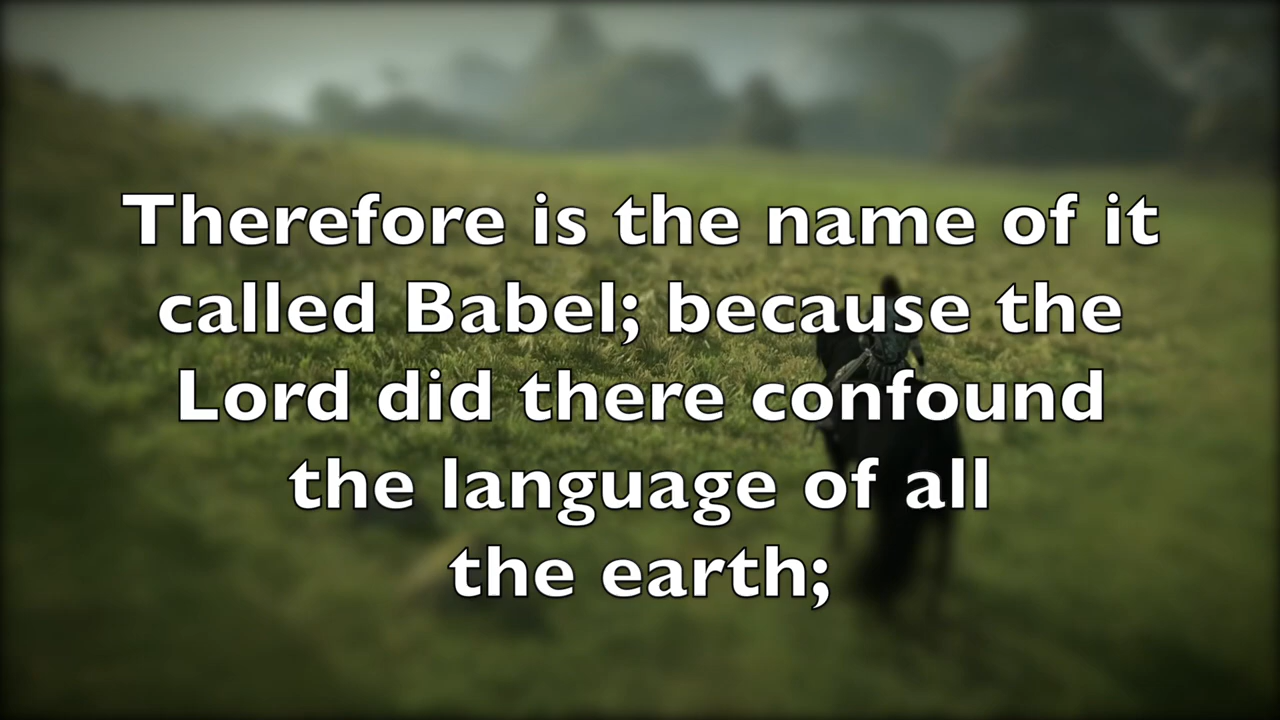 Therefore is the name of it
called Babel; because the
Lord did there confound
the language of all
the earth;